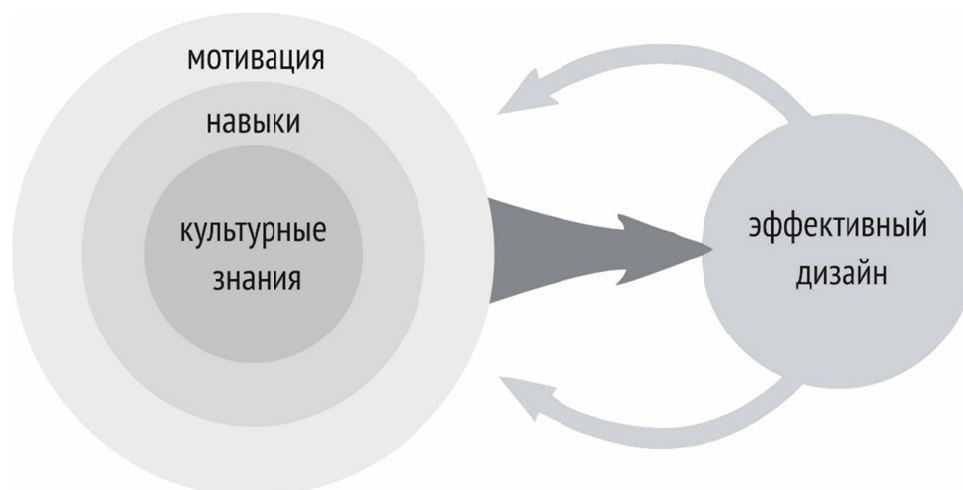 мотивация
навыки
культурные
знания
эффективный
дизайн